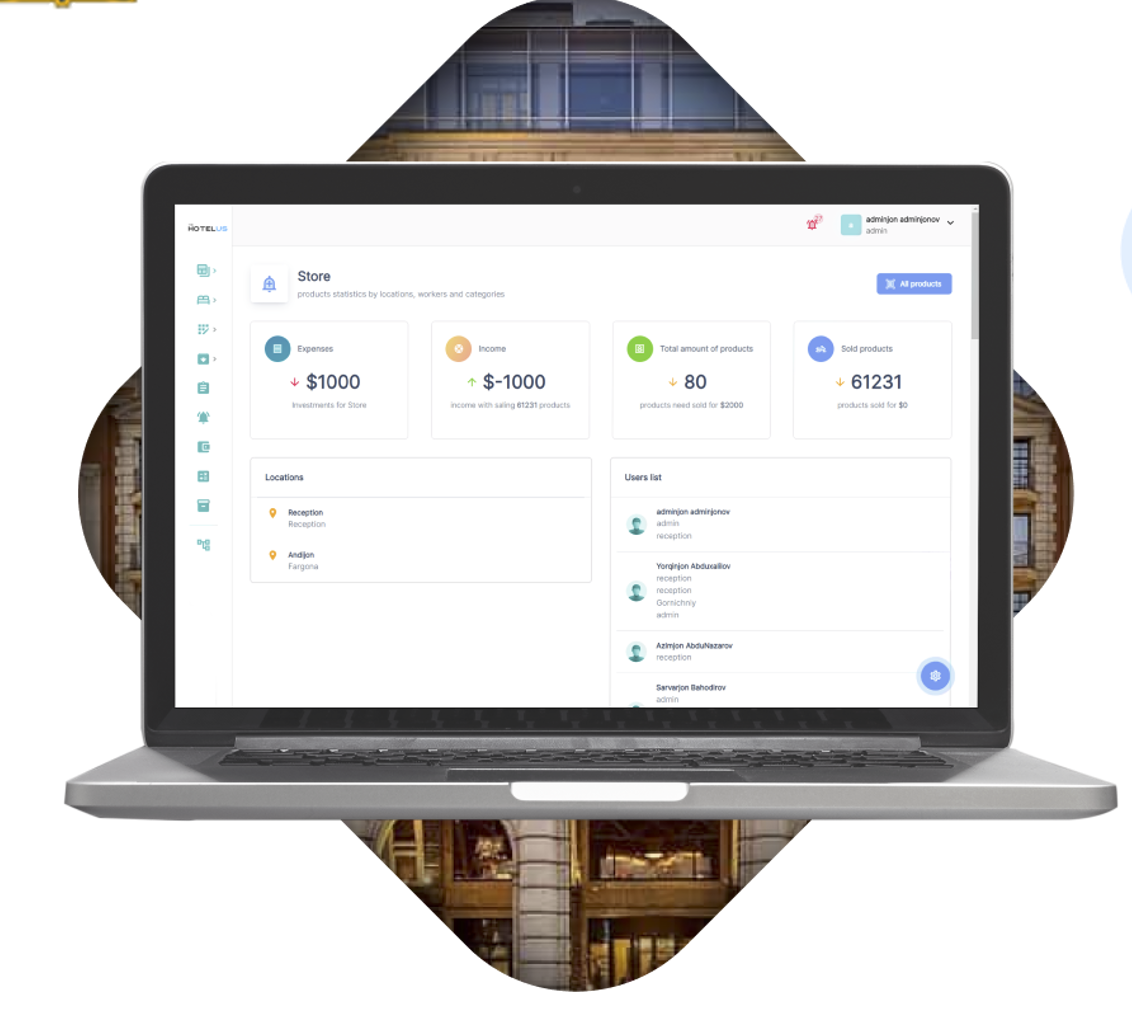 HOTELUS
adminjon adminjonov
admin
Store
products statistics by locations, workers and categories
All products
Expenses
$1000
Investments for Store
Income
$-1000
income with saling 61231 products
Total amount of products
80
products need sold for $2000
Sold products
61231
products sold for $0
Locations
Reception
Reception
Andijon
Fargona
Users list
adminjon adminjonov
admin
reception
Yorqinjon Abduxalilov
reception
reception
Gornichniy
admin
Azimjon AbduNazarov
reception
Sarvarjon Bahodirov
admin